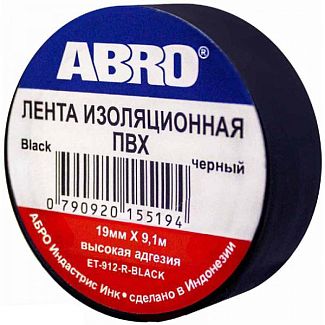 ABRO®
ЛЕНТА ИЗОЛЯЦИОННАЯ
ПВХ
Black
черный
0 790920 155194
19мм X 9,1м
высокая адгезия
ET-912-R-BLACK
АБРО Индастрис Инк • сделано в Индонезии